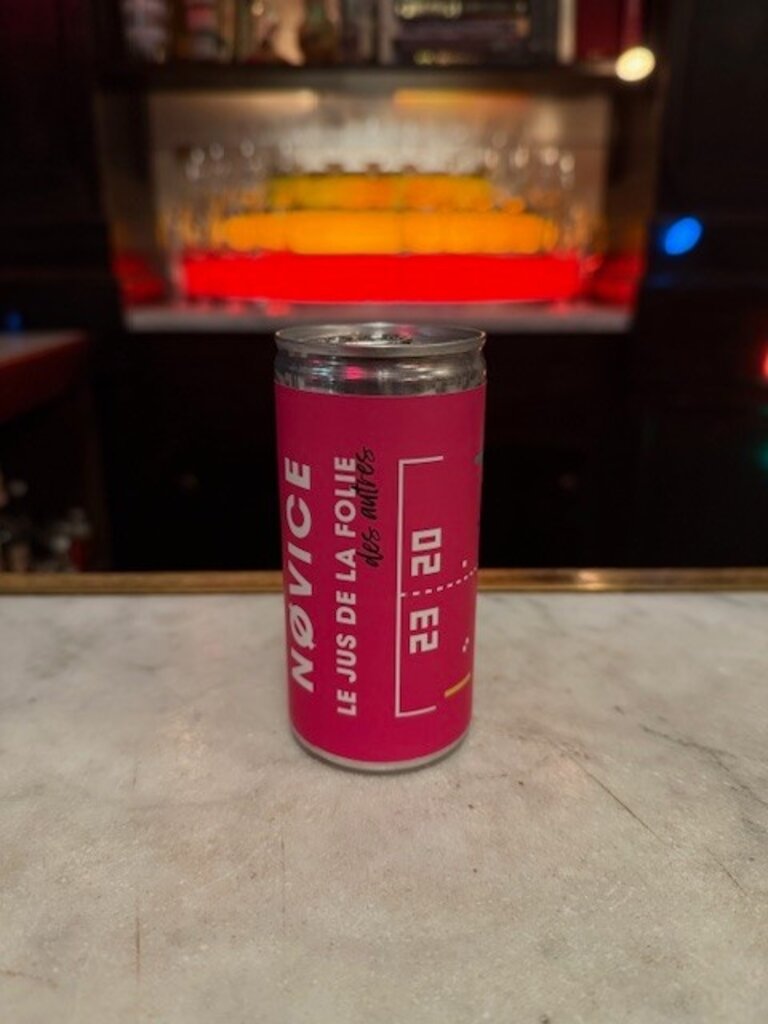 NØVICE
LE JUS DE LA FOLIE
des autres
23 20